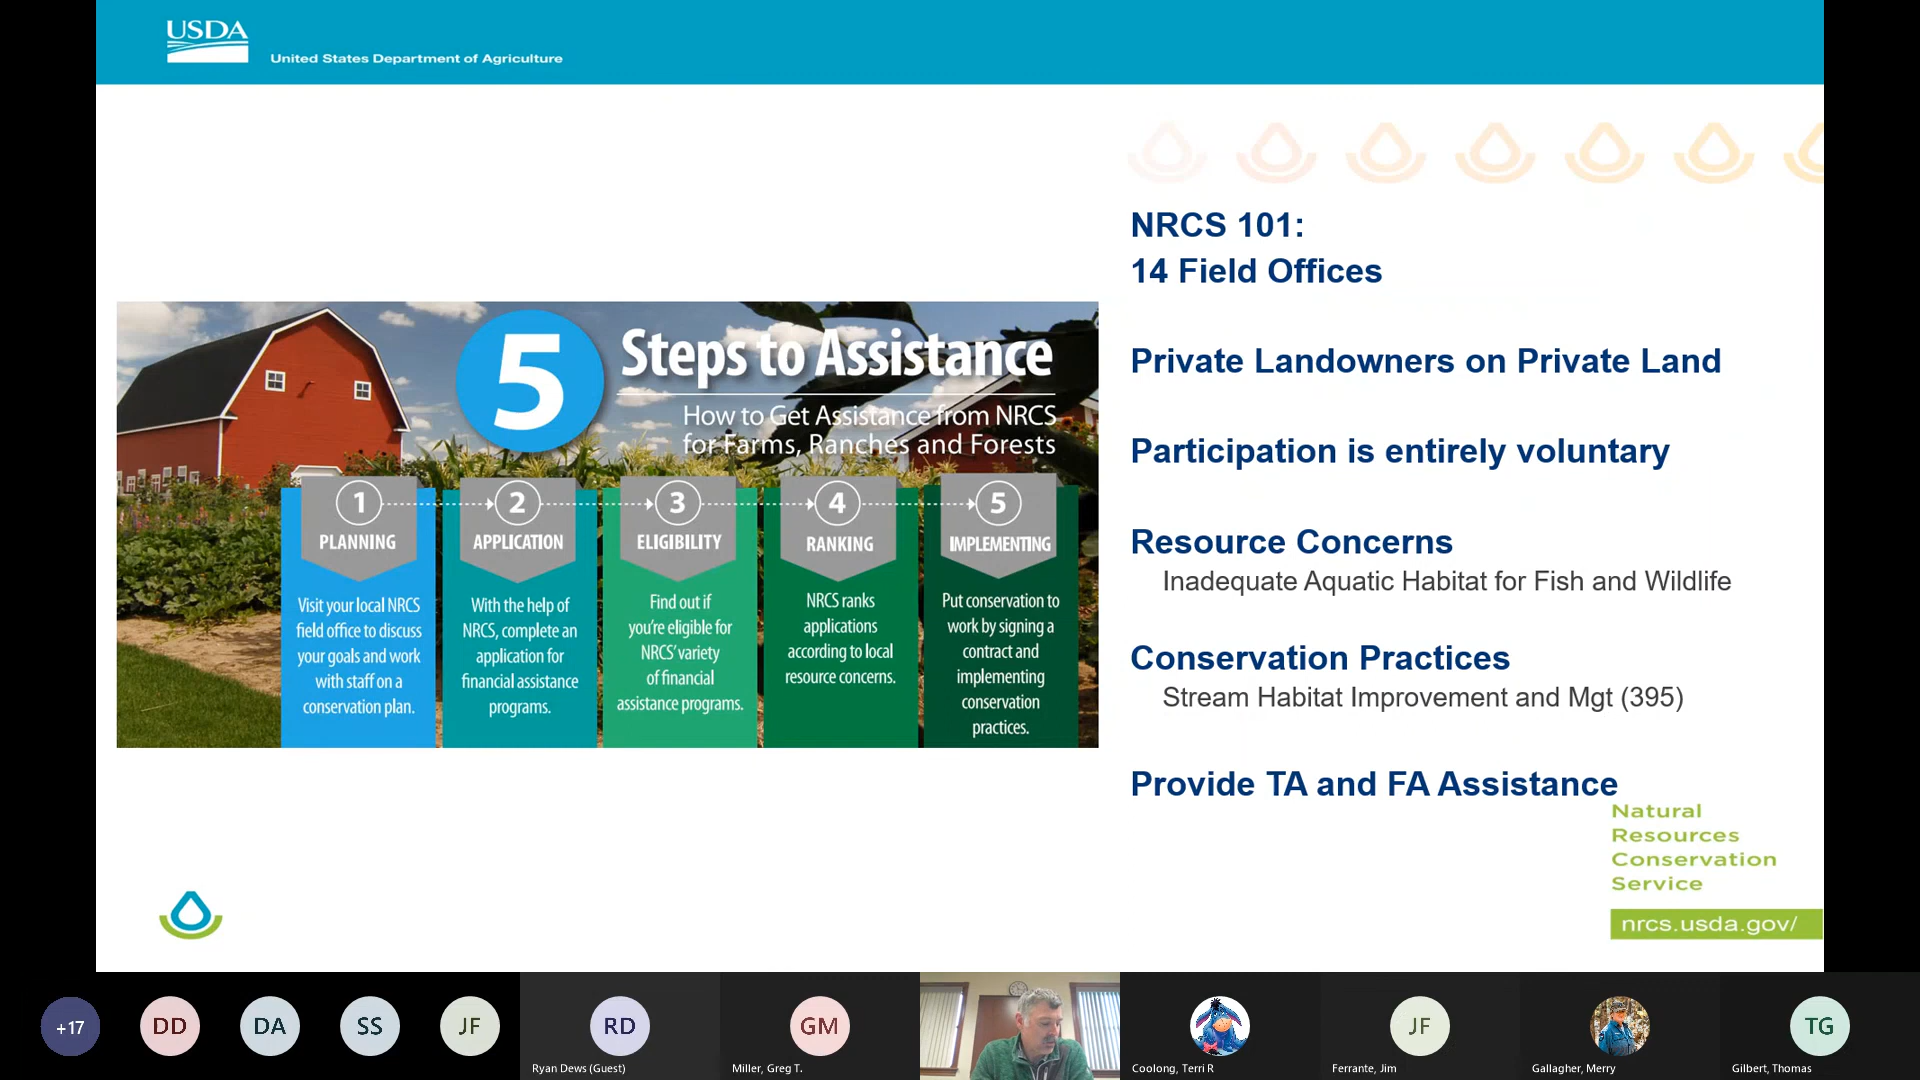 USDA
United States Department of Agriculture
5
Steps to Assistance
How to Get Assistance from NRCS
for Farms, Ranches and Forests
1
PLANNING
Visit your local NRCS
field office to discuss
your goals and work
with staff on a
conservation plan.
2
APPLICATION
With the help of
NRCS, complete an
application for
financial assistance
programs.
3
ELIGIBILITY
Find out if
you're eligible for
NRCS' variety
of financial
assistance programs.
4
RANKING
NRCS ranks
applications
according to local
resource concerns.
5
IMPLEMENTING
Put conservation to
work by signing a
contract and
implementing
conservation
practices.
NRCS 101:
14 Field Offices
Private Landowners on Private Land
Participation is entirely voluntary
Resource Concerns
Inadequate Aquatic Habitat for Fish and Wildlife
Conservation Practices
Stream Habitat Improvement and Mgt (395)
Provide TA and FA Assistance
Natural
Resources
Conservation
Service
nrcs.usda.gov/
+17
DD
DA
SS
JF
RD
Ryan Dews (Guest)
GM
Miller, Greg T.
Coolong, Terri R
JF
Ferrante, Jim
Gallagher, Merry
TG
Gilbert, Thomas